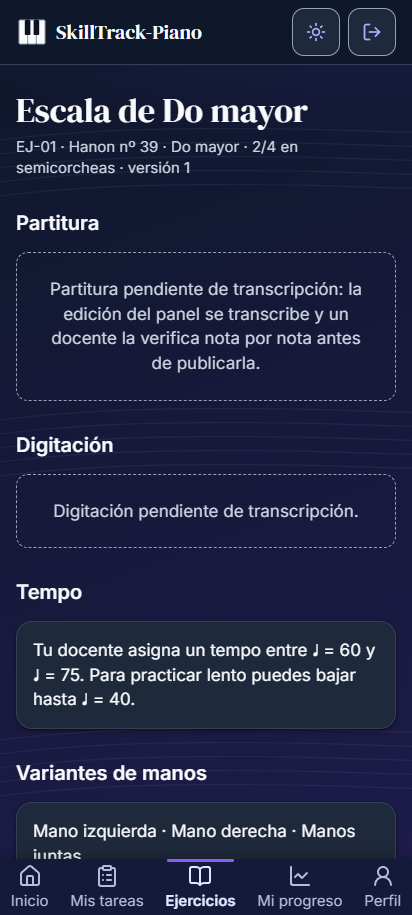 SkillTrack-Piano
Escala de Do mayor
EJ-01 · Hanon nº 39 · Do mayor · 2/4 en
semicorcheas · versión 1
Partitura
Partitura pendiente de transcripción: la
edición del panel se transcribe y un
docente la verifica nota por nota antes
de publicarla.
Digitación
Digitación pendiente de transcripción.
Tempo
Tu docente asigna un tempo entre ♩ = 60 y
♩ = 75. Para practicar lento puedes bajar
hasta ♩ = 40.
Variantes de manos
Mano izquierda · Mano derecha · Manos
juntas
Inicio Mis tareas Ejercicios Mi progreso Perfil